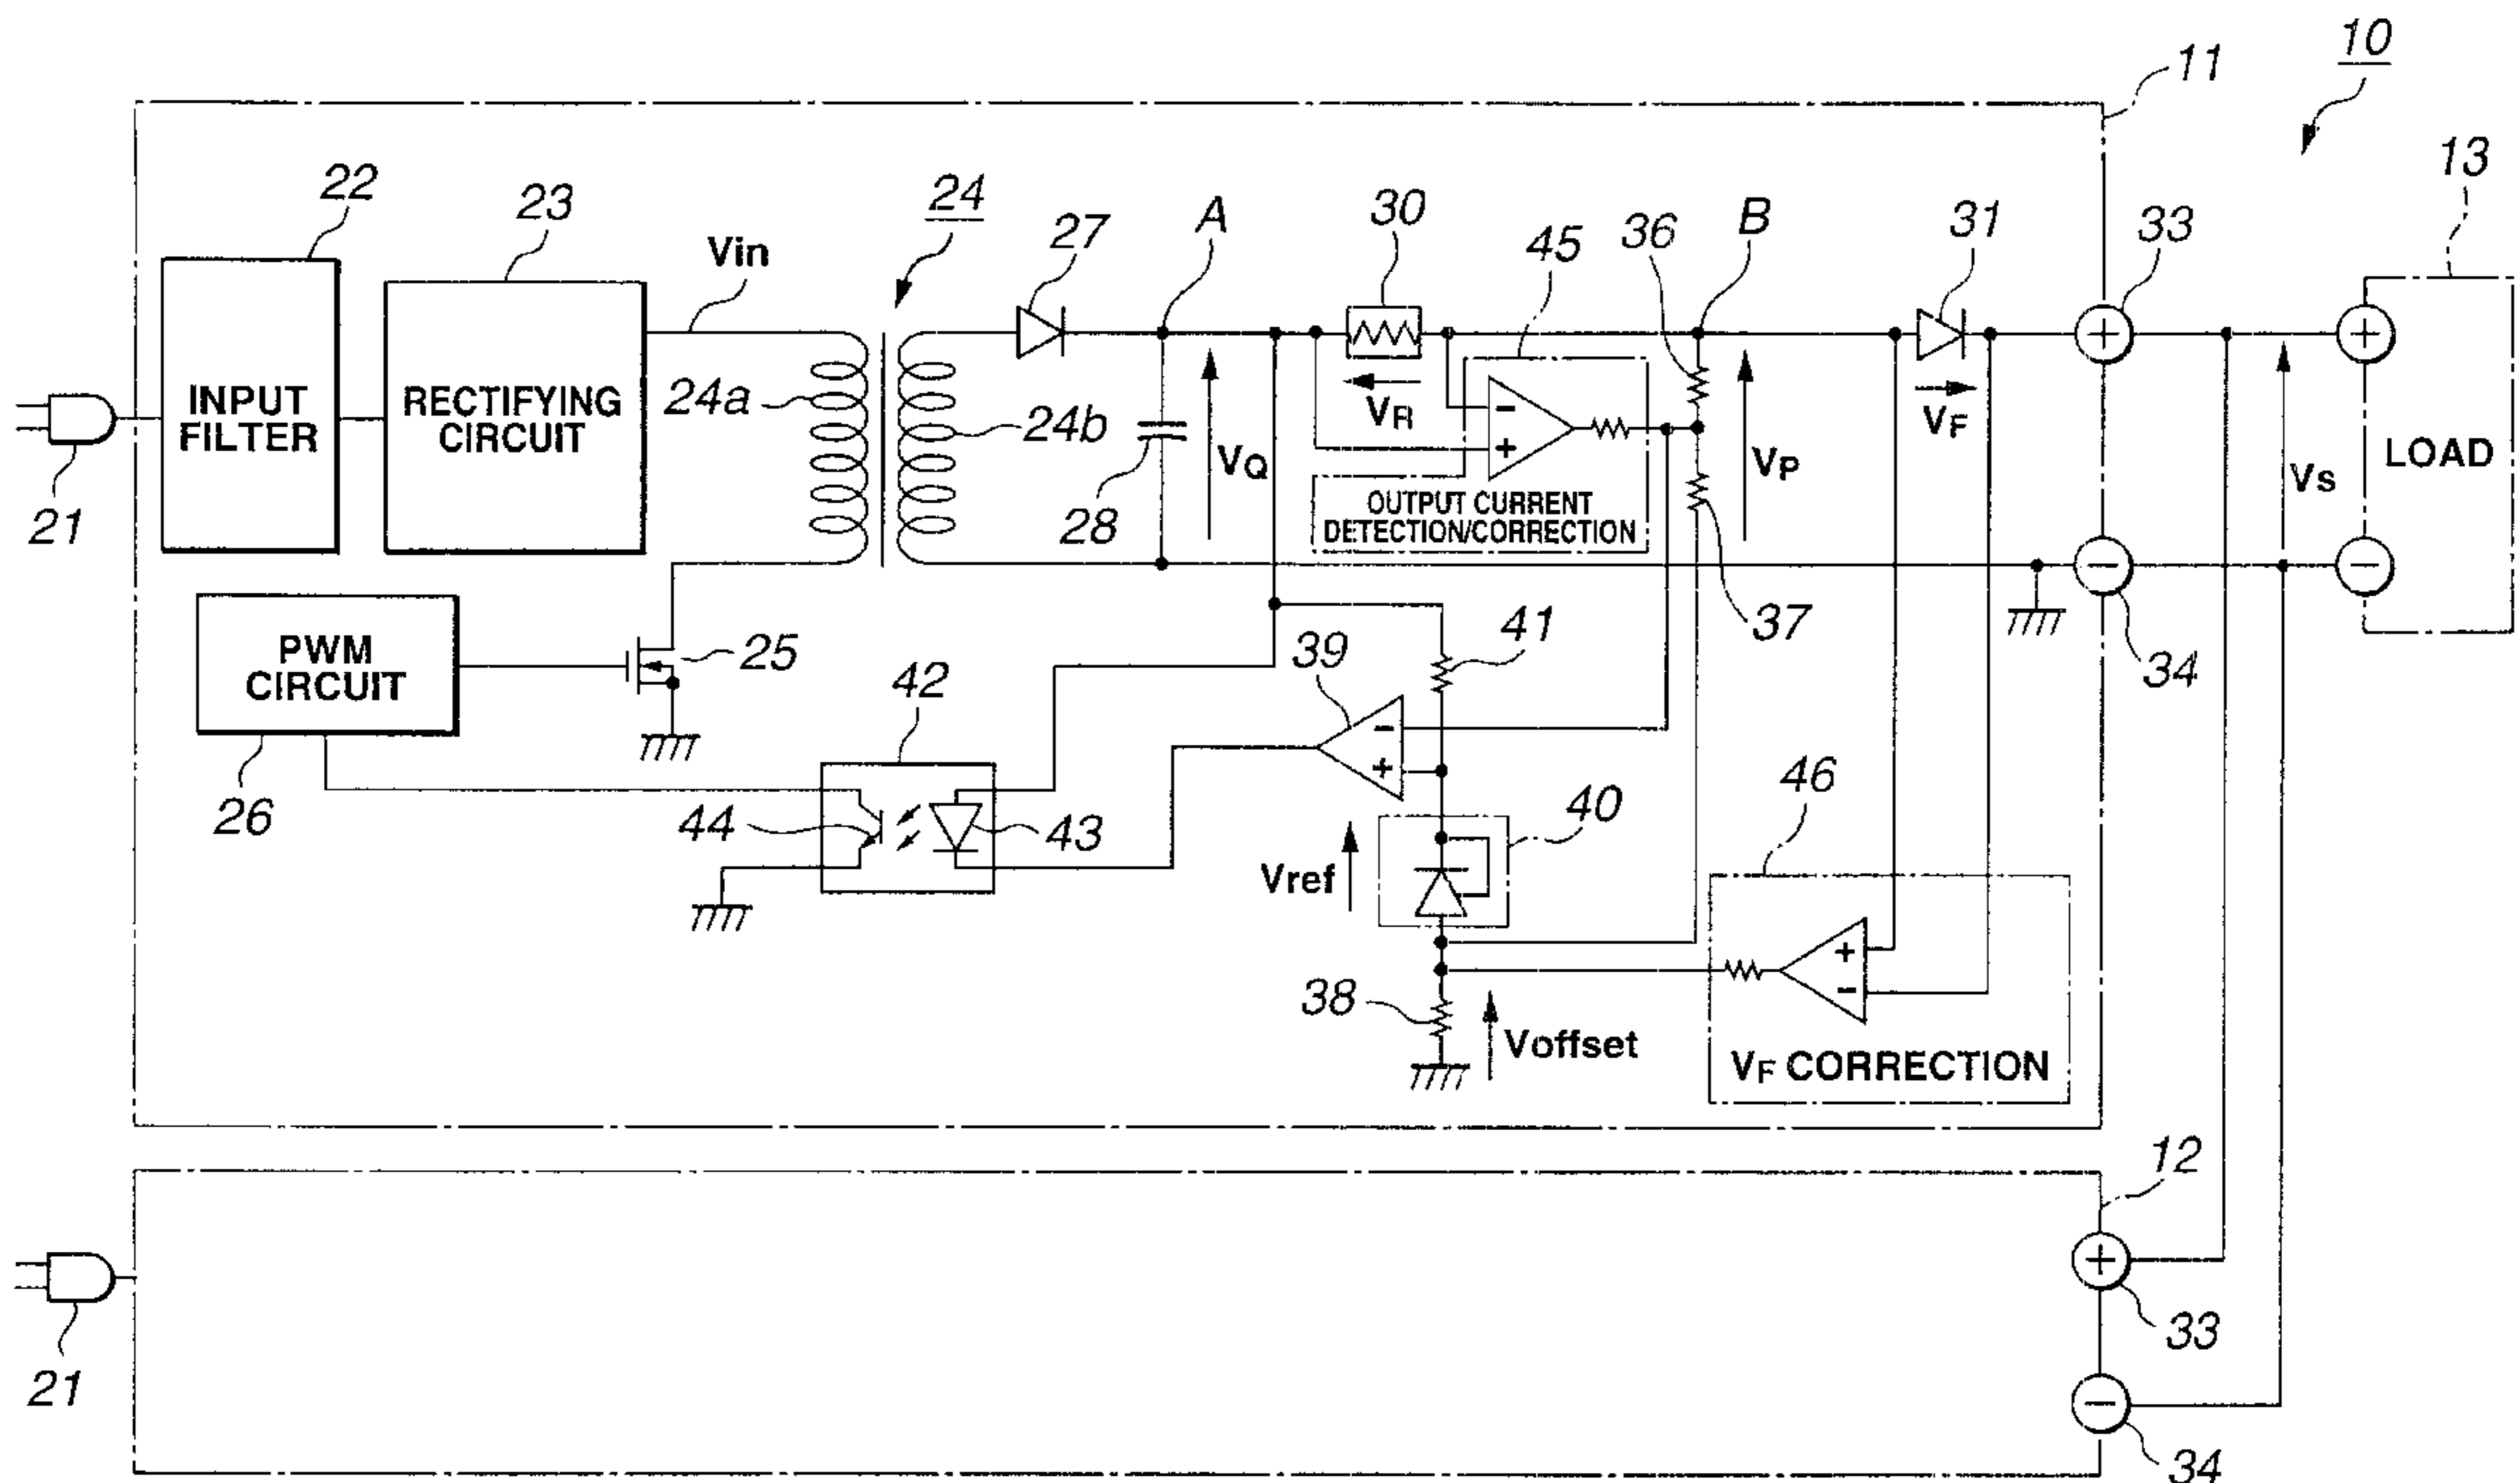 10
11
13
22
23
24
27
A
30
45
36
B
31
33
Vin
INPUT
FILTER
RECTIFYING
CIRCUIT
24a
24b
28
VQ
VR
-
+
OUTPUT CURRENT
DETECTION/CORRECTION
VP
VF
+
+
LOAD
VS
-
-
21
37
34
PWM
CIRCUIT
25
26
42
39
41
-
+
44
43
40
46
Vref
+
-
38
Voffset
VF CORRECTION
12
+
33
21
-
34